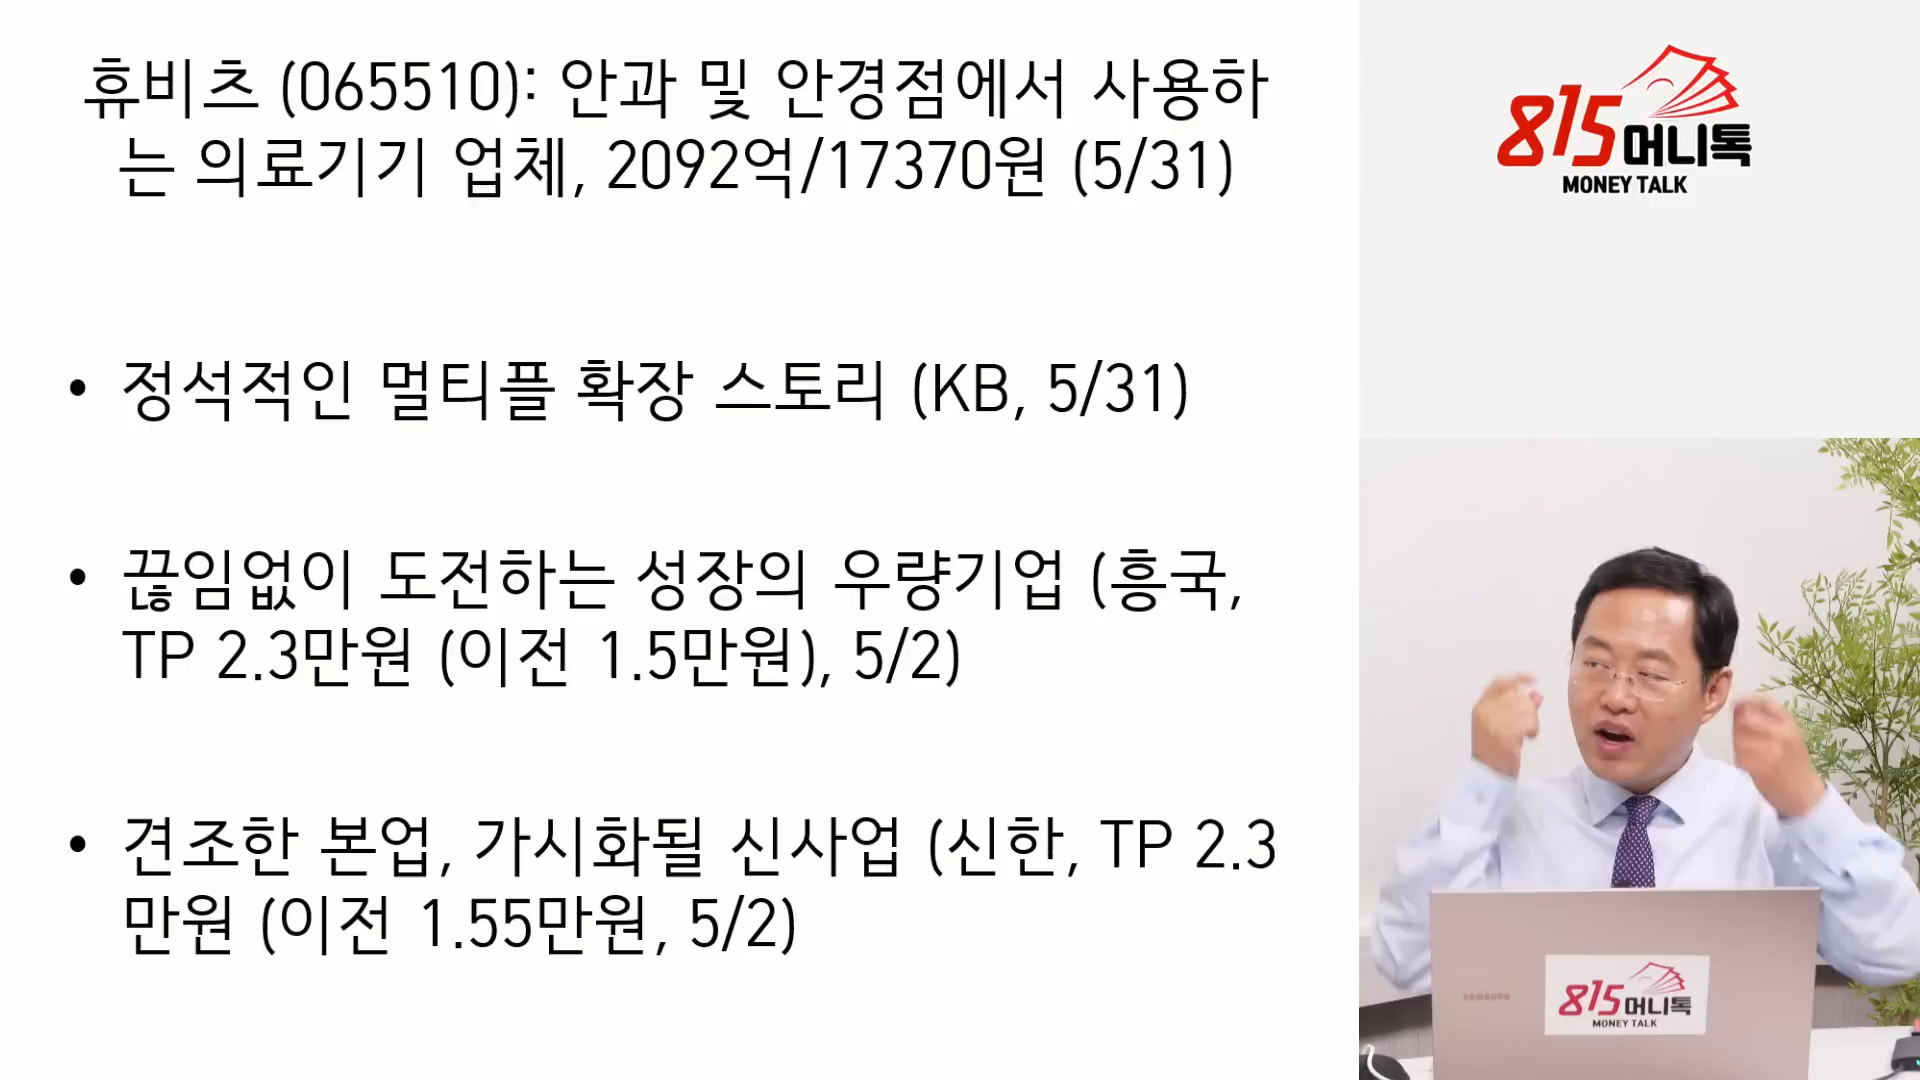 휴비츠 (065510): 안과 및 안경점에서 사용하
는 의료기기 업체, 2092억/17370원 (5/31)
• 정석적인 멀티플 확장 스토리 (KB, 5/31)
• 끊임없이 도전하는 성장의 우량기업 (흥국,
TP 2.3만원 (이전 1.5만원), 5/2)
• 견조한 본업, 가시화될 신사업 (신한, TP 2.3
만원 (이전 1.55만원, 5/2)
815머니톡
MONEY TALK
SAMSUNG
815머니톡
MONEY TALK